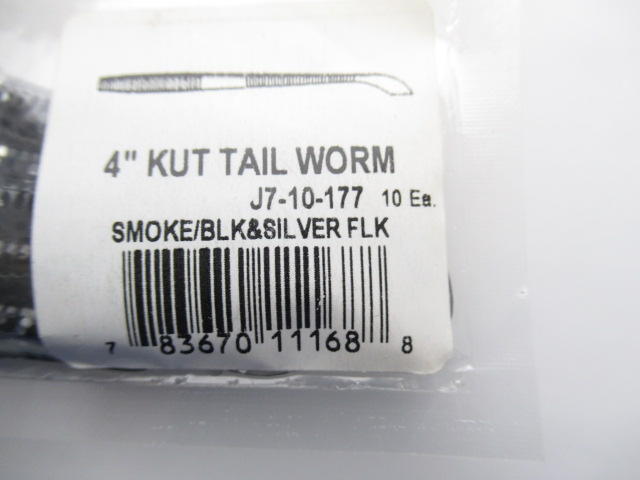 4" KUT TAIL WORM
J7-10-177 10 Ea.
SMOKE/BLK&SILVER FLK
7 83670 11168 8